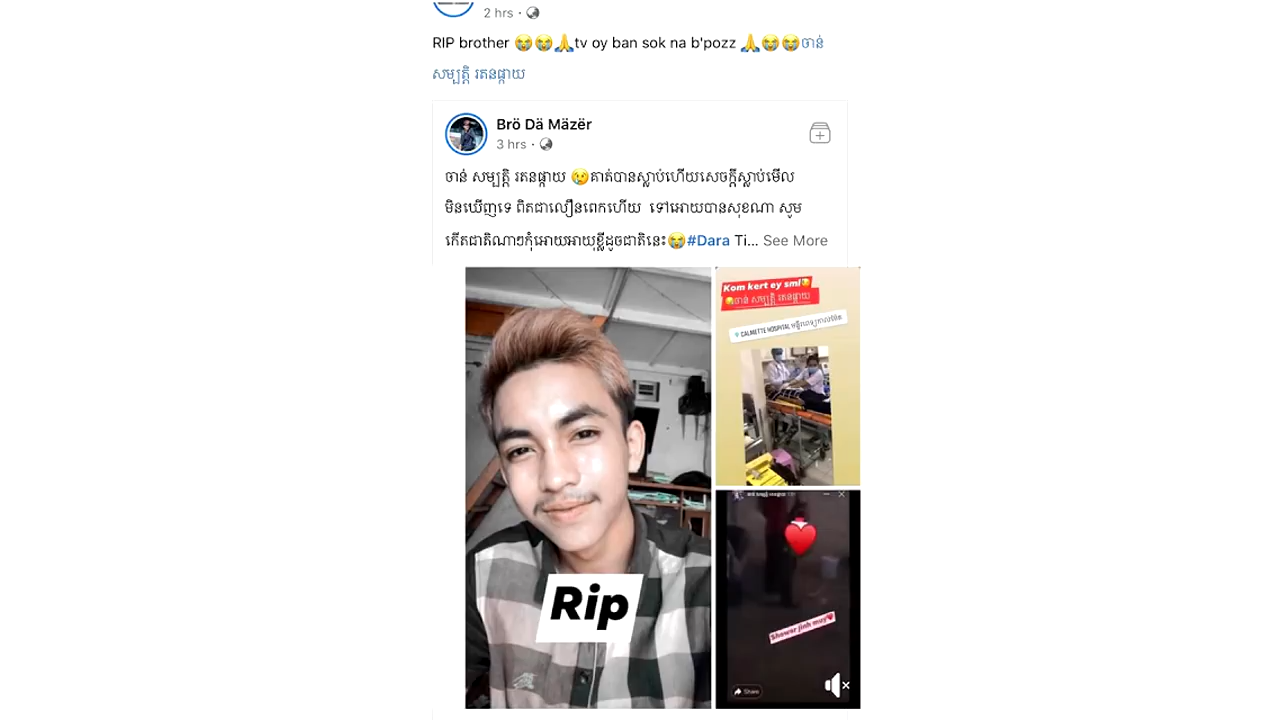 2 hrs ·
RIP brother 😭😭🙏tv oy ban sok na b'pozz 🙏😭😭ចាន់
សម្បត្តិ រតនផ្កាយ
Brö Dä Mäzër
3 hrs ·
ចាន់ សម្បត្តិ រតនផ្កាយ 😢គាត់បានស្លាប់ហើយសេចក្ដីស្លាប់មើល
មិនឃើញទេ ពិតជាលឿនពេកហើយ ទៅអោយបានសុខណា សូម
កើតជាតិណាៗកុំអោយអាយុខ្លីដូចជាតិនេះ😭#Dara Ti... See More
Kom kert ey sml
ចាន់ សម្បត្តិ រតនផ្កាយ
CALMETTE HOSPITAL មន្ទីរពេទ្យកាល់ម៉ែត
Rip
Shower jinh muy
Share